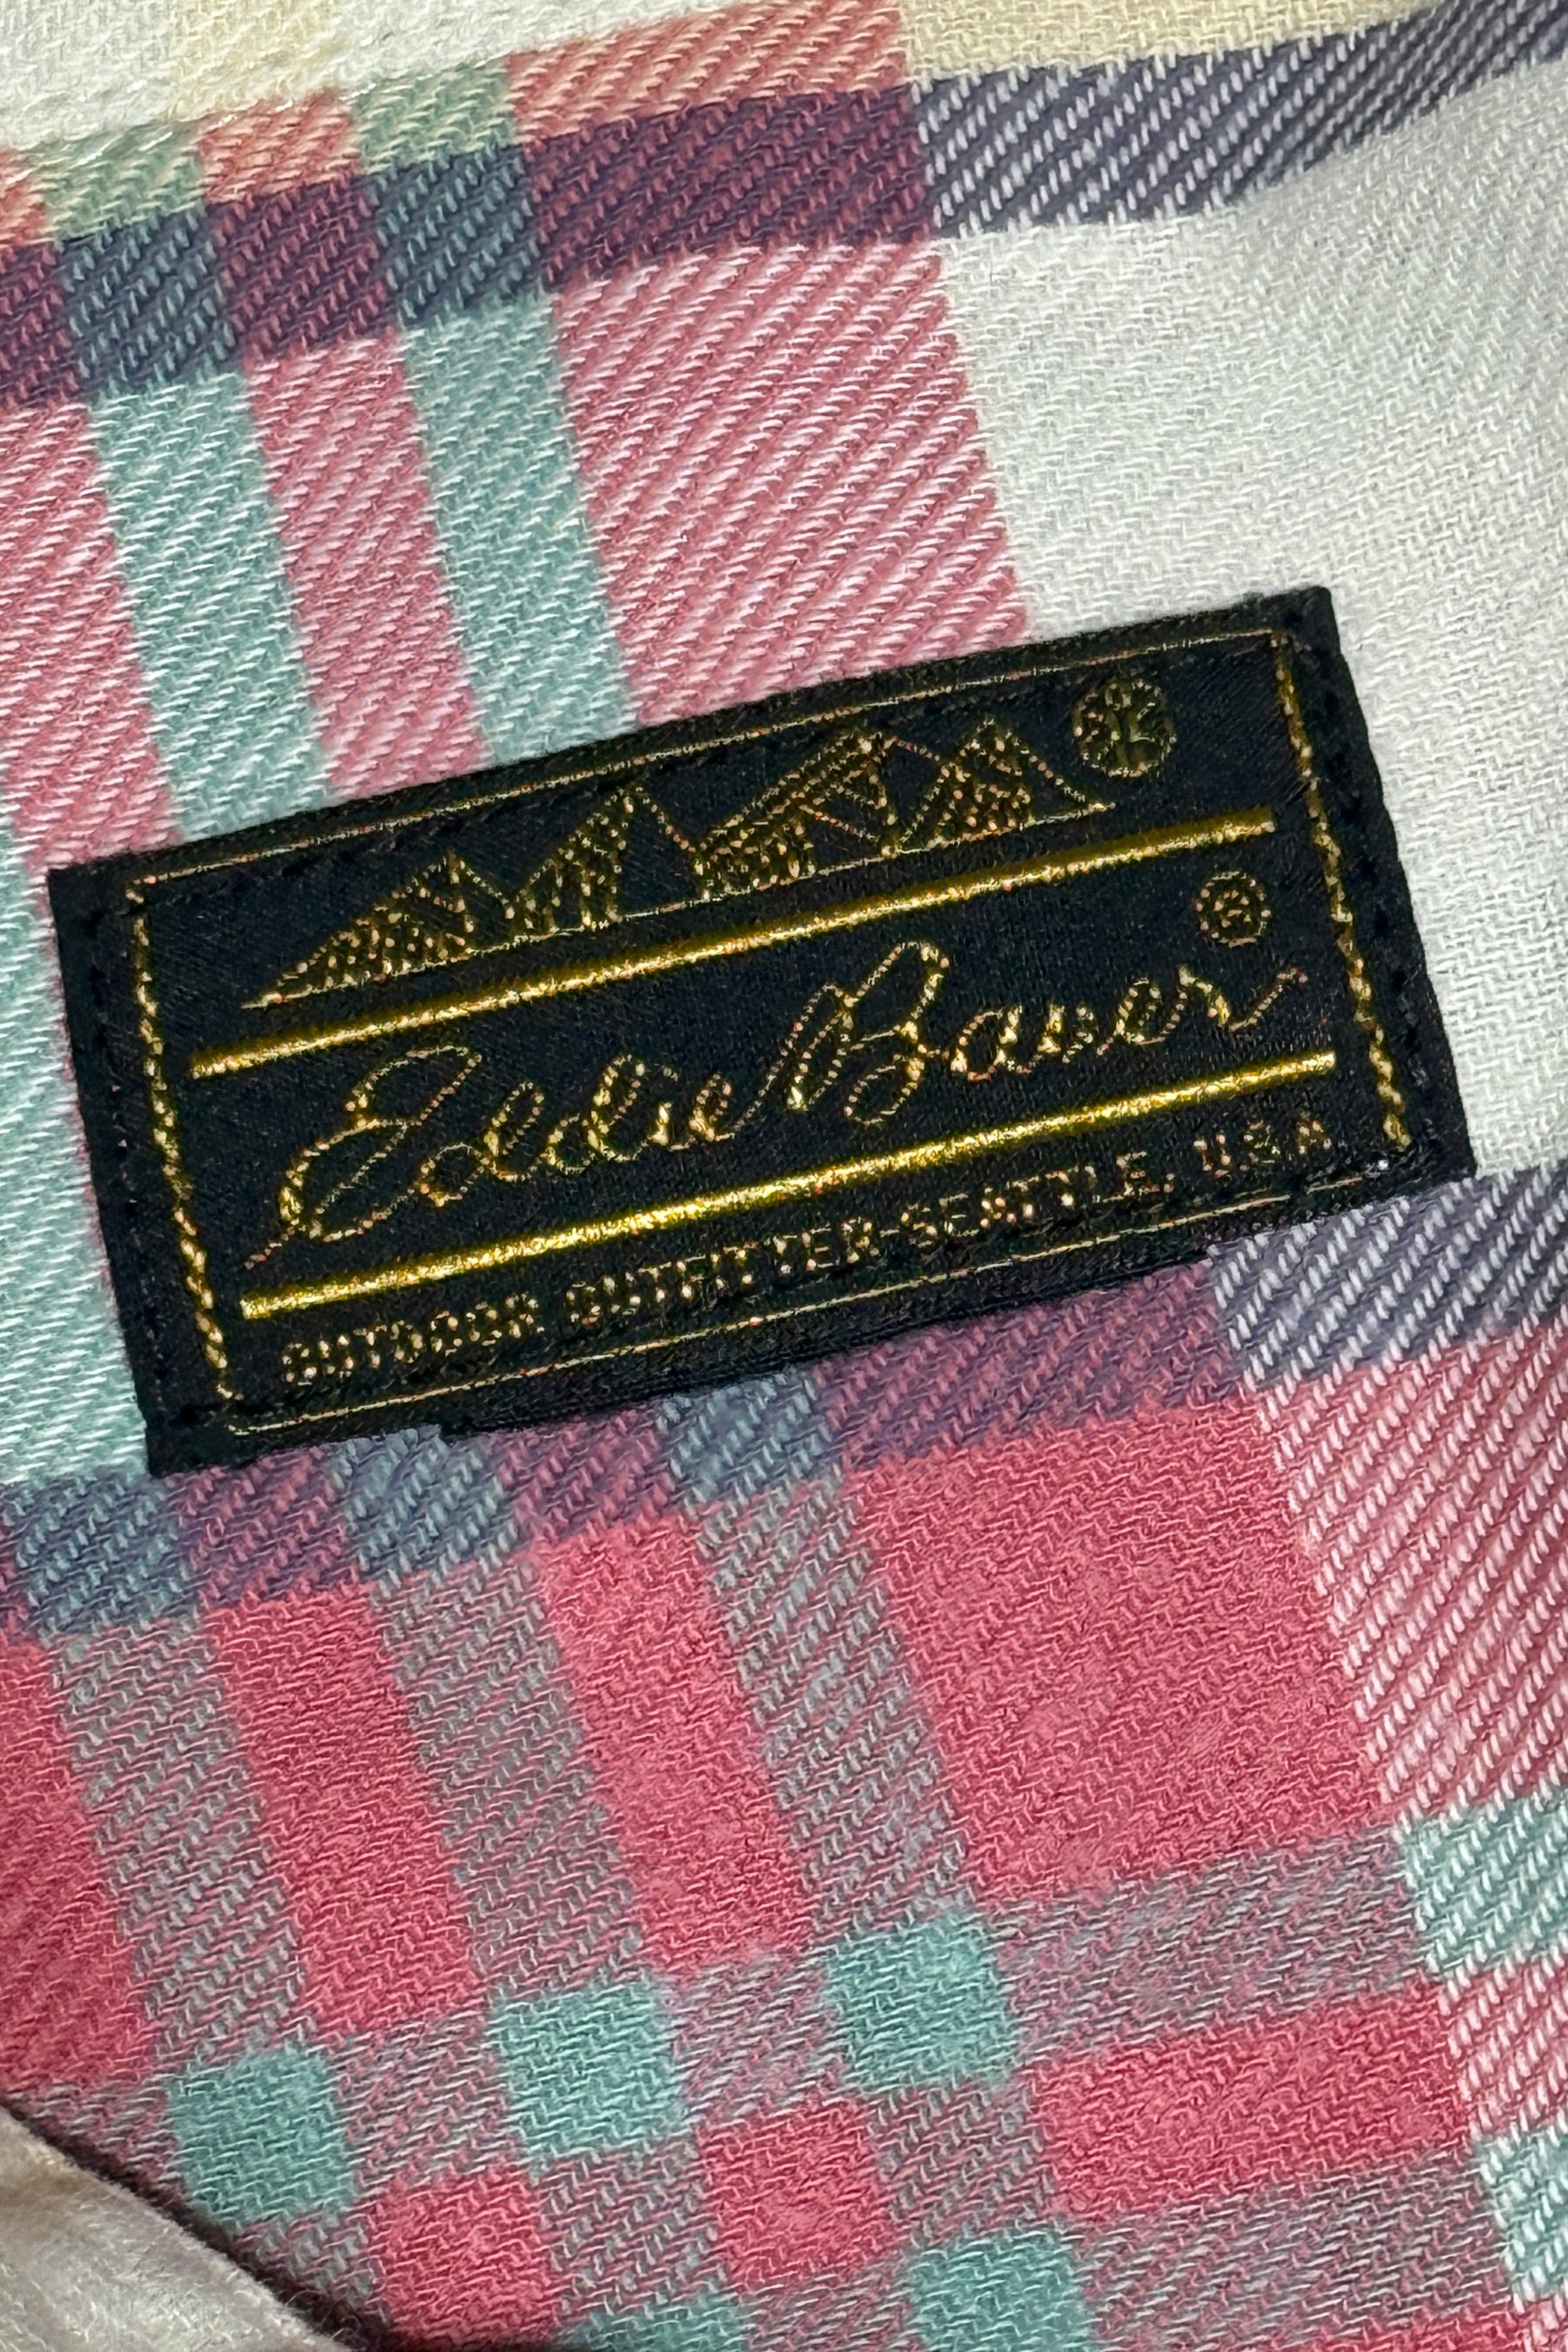 ®
®
Eddie Bauer
OUTDOOR OUTFITTER-SEATTLE, U.S.A.